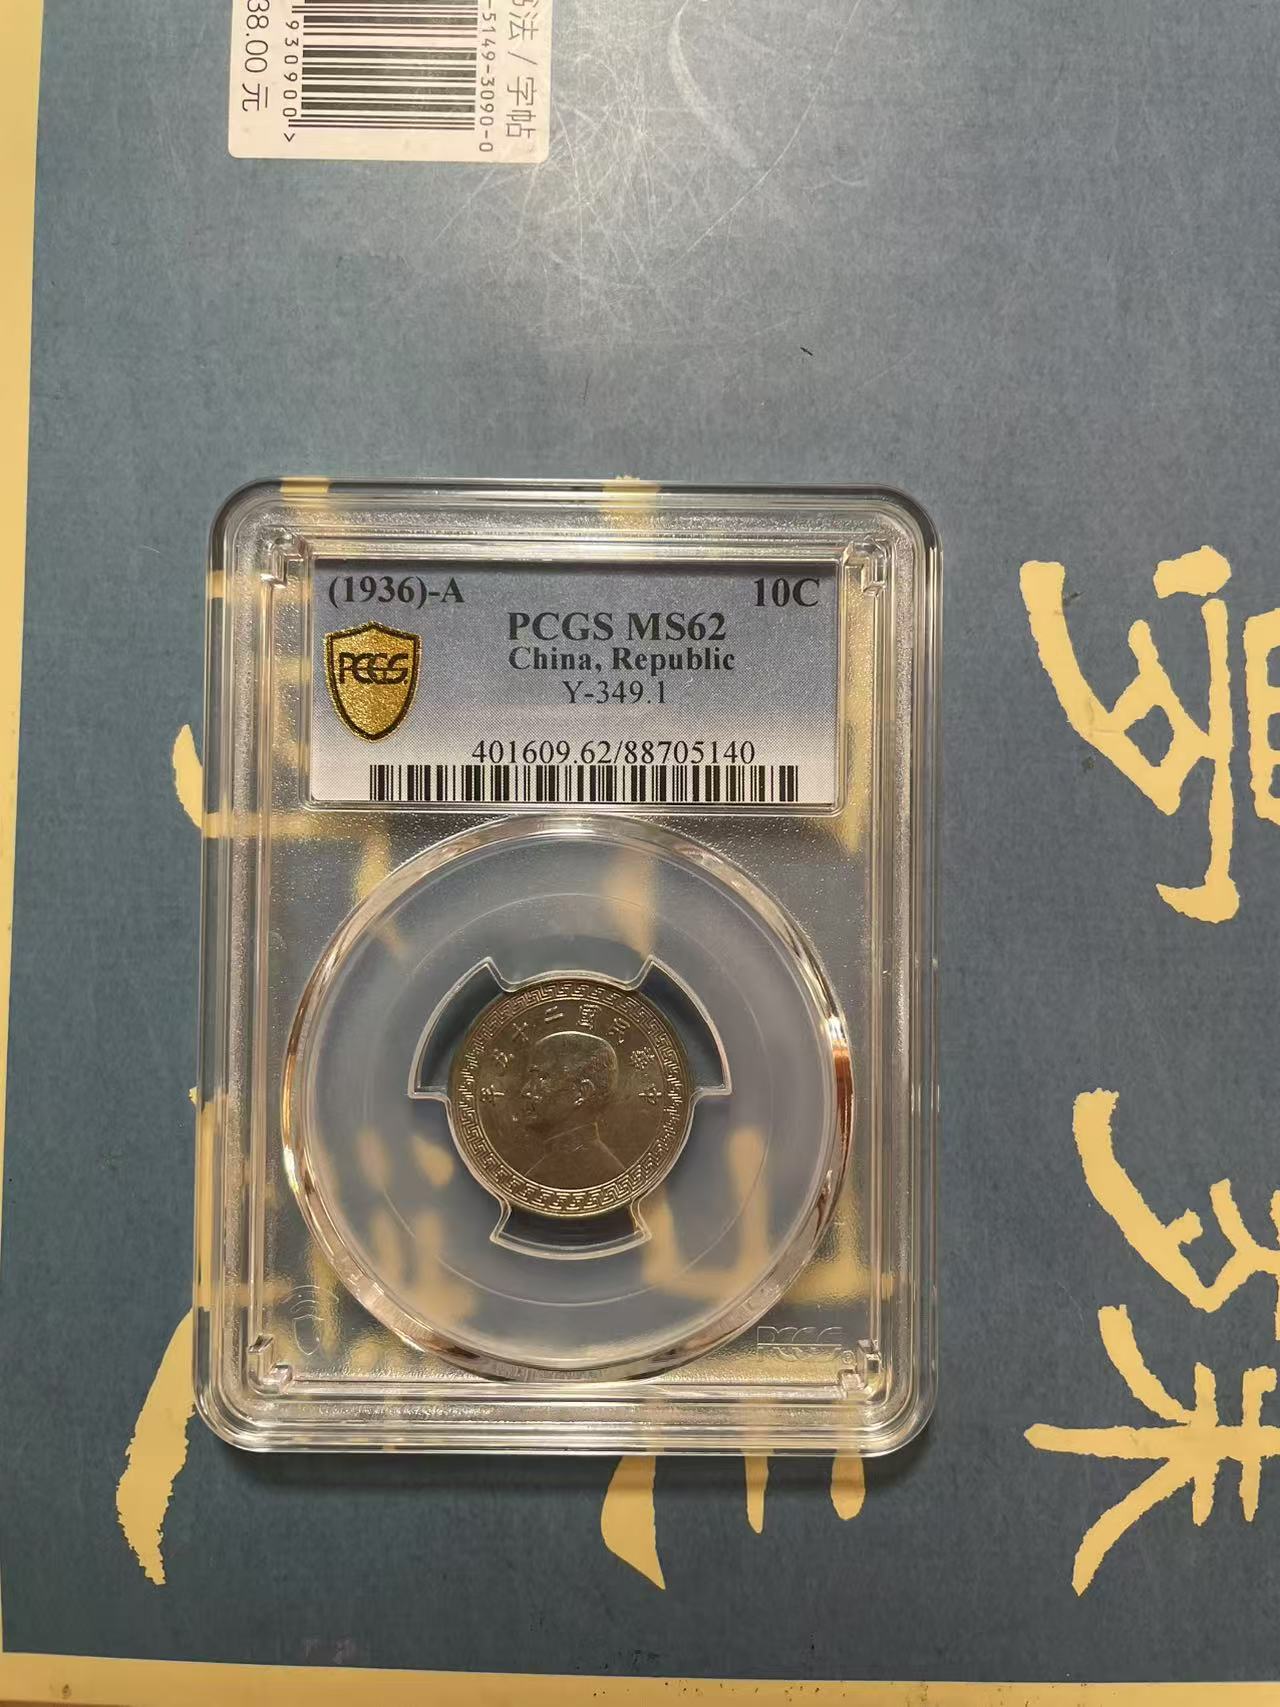 法 / 字帖
-5149-3090-0
930900 >
38.00 元
(1936)-A
10C
PCGS MS62
China, Republic
Y-349.1
PCGS
401609.62/88705140
中華民國二十五年
PCGS